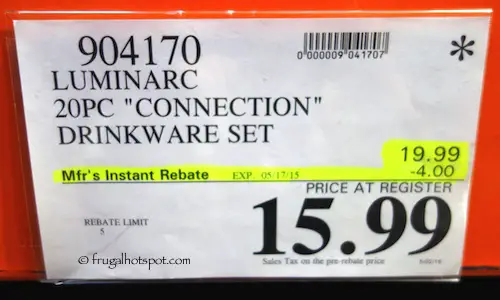 904170
0"000009"041707"
*
LUMINARC
20PC "CONNECTION"
DRINKWARE SET
19.99
Mfr's Instant Rebate EXP. 05/17/15 -4.00
PRICE AT REGISTER
REBATE LIMIT
5
15.99
© frugalhotspot.com
Sales Tax on the pre-rebate price